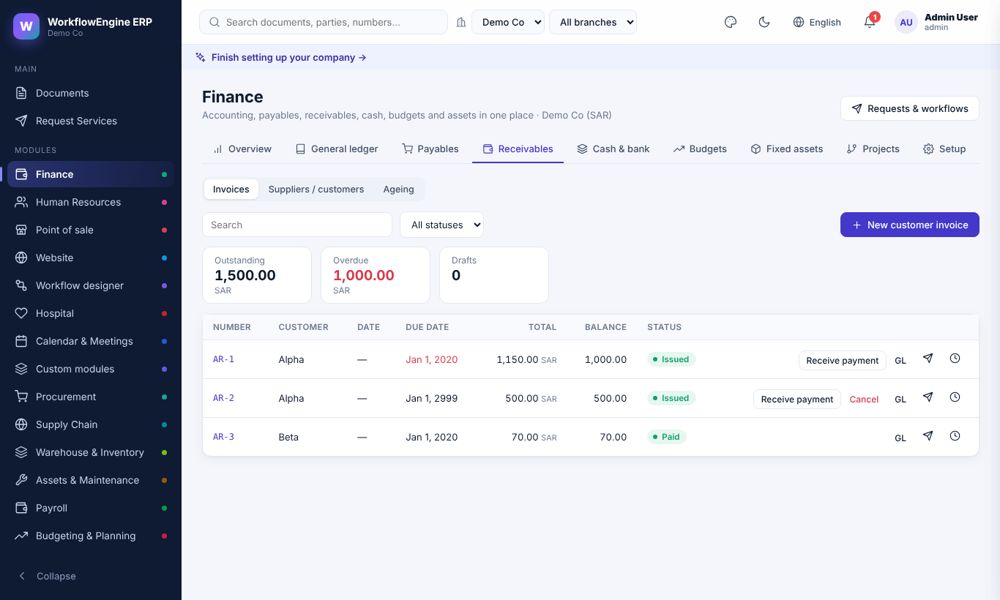 W
WorkflowEngine ERP
Demo Co
MAIN
Documents
Request Services
MODULES
Finance
Human Resources
Point of sale
Website
Workflow designer
Hospital
Calendar & Meetings
Custom modules
Procurement
Supply Chain
Warehouse & Inventory
Assets & Maintenance
Payroll
Budgeting & Planning
Collapse
Search documents, parties, numbers... Demo Co All branches English 1 AU Admin User
admin
Finish setting up your company →
Finance
Accounting, payables, receivables, cash, budgets and assets in one place · Demo Co (SAR)
Requests & workflows
Overview General ledger Payables Receivables Cash & bank Budgets Fixed assets Projects Setup
Invoices Suppliers / customers Ageing
Search All statuses + New customer invoice
Outstanding
1,500.00
SAR
Overdue
1,000.00
SAR
Drafts
0
NUMBER CUSTOMER DATE DUE DATE TOTAL BALANCE STATUS
AR-1 Alpha — Jan 1, 2020 1,150.00 SAR 1,000.00 Issued Receive payment GL
AR-2 Alpha — Jan 1, 2999 500.00 SAR 500.00 Issued Receive payment Cancel GL
AR-3 Beta — Jan 1, 2020 70.00 SAR 70.00 Paid GL